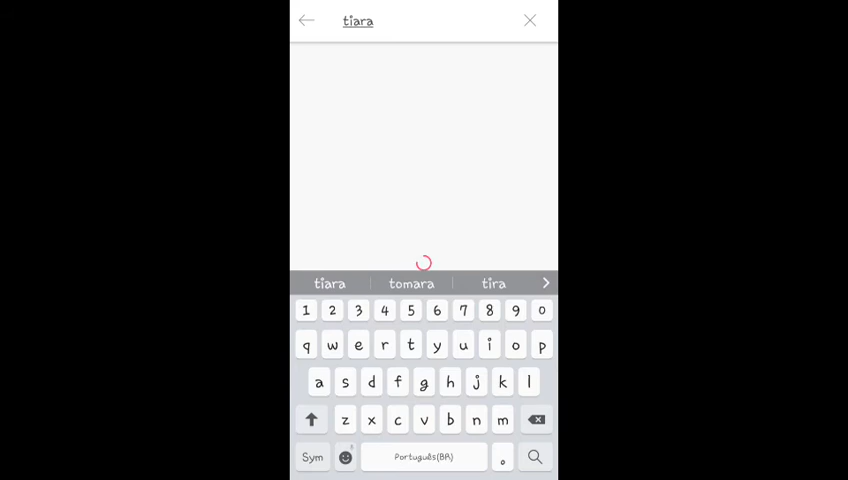 tiara
tiara tomara tira
1 2 3 4 5 6 7 8 9 0
q w e r t y u i o p
a s d f g h j k l
z x c v b n m
Sym Português(BR) .